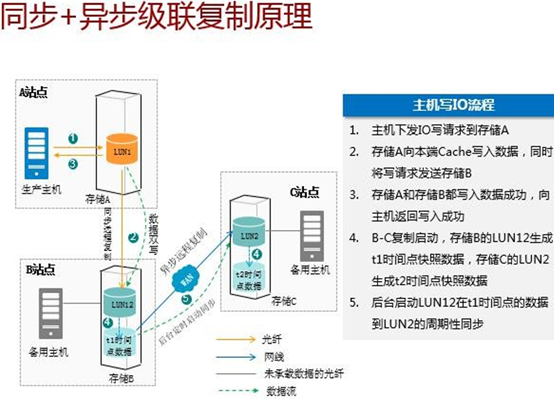 同步+异步级联复制原理
A站点
1
3
LUN1
生产主机
存储A
同步远程复制
2
数据双写
B站点
LUN12
4
t1时间
点数据
备用主机
存储B
异步远程复制
WAN
5
后台定时启动同步
C站点
LUN2
4
t2时间
点数据
备用主机
存储C
光纤
网线
未承载数据的光纤
数据流
主机写IO流程
1. 主机下发IO写请求到存储A
2. 存储A向本端Cache写入数据，同时
将写请求发送存储B
3. 存储A和存储B都写入数据成功，向
主机返回写入成功
4. B-C复制启动，存储B的LUN12生成
t1时间点快照数据，存储C的LUN2
生成t2时间点快照数据
5. 后台启动LUN12在t1时间点的数据
到LUN2的周期性同步